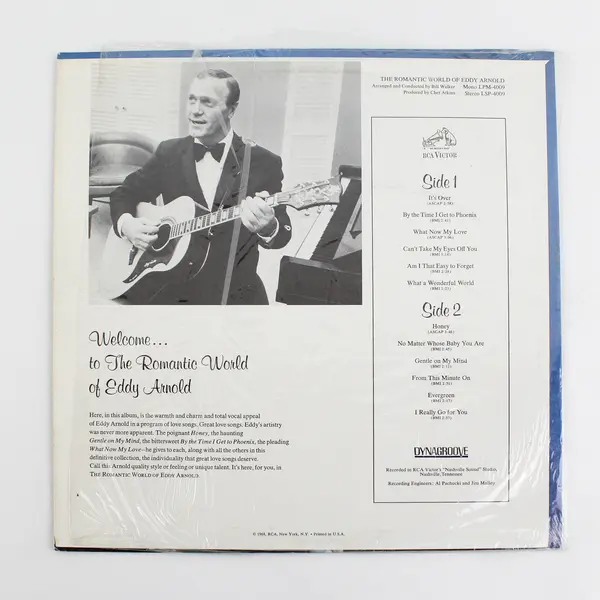 THE ROMANTIC WORLD OF EDDY ARNOLD
Arranged and Conducted by Bill Walker Mono LPM-4009
Produced by Chet Atkins Stereo LSP-4009
RCA VICTOR
Side 1
It's Over
By the Time I Get to Phoenix
What Now My Love
Can't Take My Eyes Off You
Am I That Easy to Forget
What a Wonderful World
Side 2
Honey
No Matter Whose Baby You Are
Gentle on My Mind
From This Minute On
Evergreen
I Really Go for You
DYNAGROOVE
Recorded in RCA Victor's "Nashville Sound" Studio,
Nashville, Tennessee
Recording Engineers: Al Pachucki and Jim Malloy
Welcome...
to The Romantic World
of Eddy Arnold
Here, in this album, is the warmth and charm and total vocal appeal
of Eddy Arnold in a program of love songs. Great love songs. Eddy's artistry
was never more apparent. The poignant Honey, the haunting
Gentle on My Mind, the bittersweet By the Time I Get to Phoenix, the pleading
What Now My Love—he gives to each, along with all the others in this
definitive collection, the individuality that great love songs deserve.
Call this Arnold quality style or feeling or unique talent. It's here, for you, in
THE ROMANTIC WORLD OF EDDY ARNOLD.
© 1968, RCA, New York, N.Y. • Printed in U.S.A.